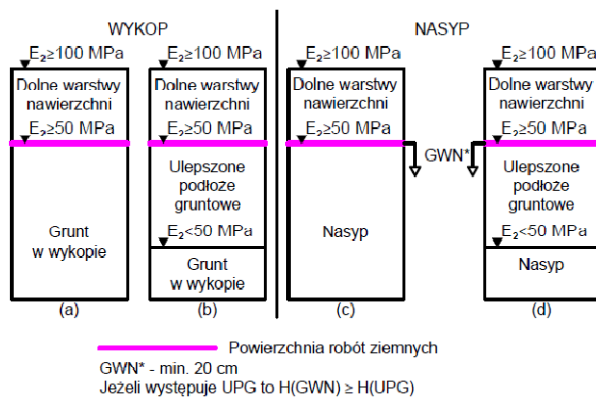 WYKOP
NASYP
E₂≥100 MPa
Dolne warstwy
nawierzchni
E₂≥50 MPa
Grunt
w wykopie
(a)
E₂≥100 MPa
Dolne warstwy
nawierzchni
E₂≥50 MPa
Ulepszone
podłoże
gruntowe
E₂<50 MPa
Grunt
w wykopie
(b)
E₂≥100 MPa
Dolne warstwy
nawierzchni
E₂≥50 MPa
Nasyp
(c)
GWN*
E₂≥100 MPa
Dolne warstwy
nawierzchni
E₂≥50 MPa
Ulepszone
podłoże
gruntowe
E₂<50 MPa
Nasyp
(d)
Powierzchnia robót ziemnych
GWN* - min. 20 cm
Jeżeli występuje UPG to H(GWN) ≥ H(UPG)